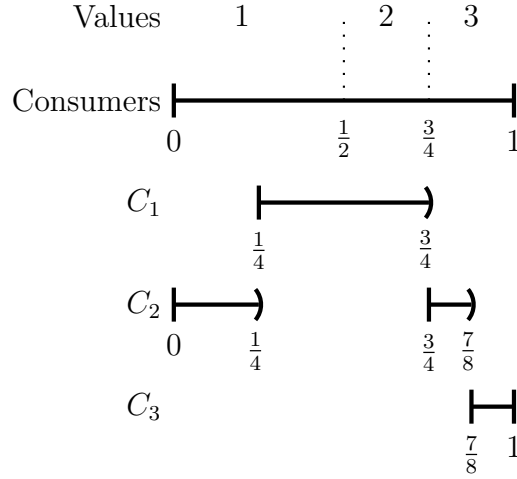 Values 1 2 3
Consumers
0 1/2 3/4 1
C₁
1/4 3/4
C₂
0 1/4 3/4 7/8
C₃
7/8 1